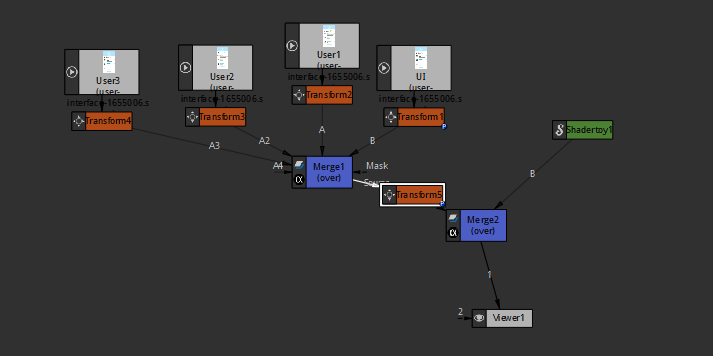 User3
(user-
interface-1655006.s
Transform4
User2
(user-
interface-1655006.s
Transform3
User1
(user-
interface-1655006.s
Transform2
UI
(user-
interface-1655006.s
Transform1
P
Shadertoy1
A3
A2
A
B
A4
Merge1
(over)
Mask
Transform5
P
B
Merge2
(over)
1
2
Viewer1